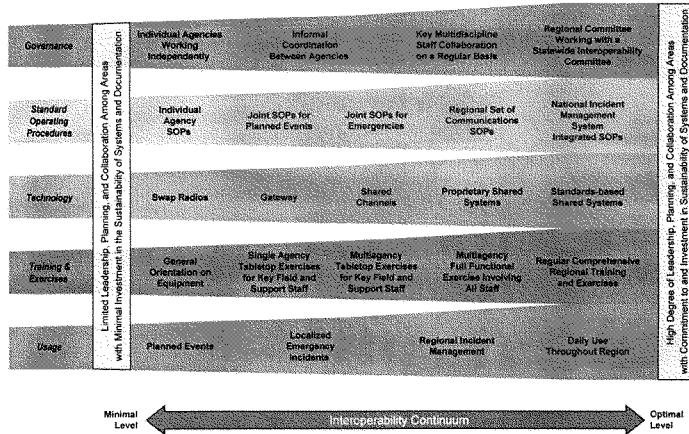 Governance
Limited Leadership, Planning, and Collaboration Among Areas
with Minimal Investment in the Sustainability of Systems and Documentation
Individual Agencies
Working
Independently
Informal
Coordination
Between Agencies
Key Multidiscipline
Staff Collaboration
on a Regular Basis
Regional Committee
Working with a
Statewide Interoperability
Committee
High Degree of Leadership, Planning, and Collaboration Among Areas
with Commitment to and Investment in Sustainability of Systems and Documentation
Standard
Operating
Procedures
Individual
Agency
SOPs
Joint SOPs for
Planned Events
Joint SOPs for
Emergencies
Regional Set of
Communications
SOPs
National Incident
Management
System
Integrated SOPs
Technology
Swap Radios
Gateway
Shared
Channels
Proprietary Shared
Systems
Standards-based
Shared Systems
Training &
Exercises
General
Orientation on
Equipment
Single Agency
Tabletop Exercises
for Key Field and
Support Staff
Multiagency
Tabletop Exercises
for Key Field and
Support Staff
Multiagency
Full Functional
Exercise Involving
All Staff
Regular Comprehensive
Regional Training
and Exercises
Usage
Planned Events
Localized
Emergency
Incidents
Regional Incident
Management
Daily Use
Throughout Region
Minimal
Level
Interoperability Continuum
Optimal
Level